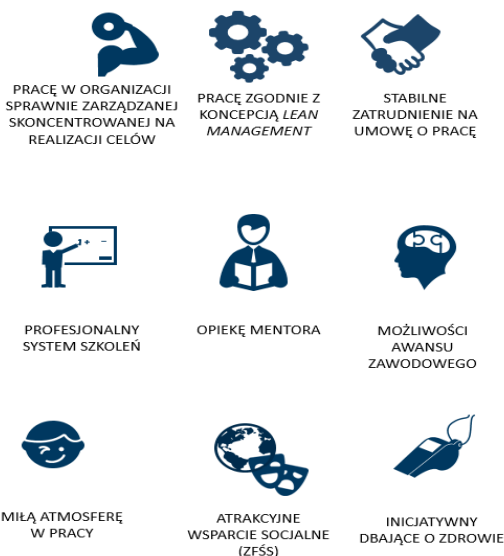 PRACĘ W ORGANIZACJI
SPRAWNIE ZARZĄDZANEJ
SKONCENTROWANEJ NA
REALIZACJI CELÓW
PRACĘ ZGODNIE Z
KONCEPCJĄ LEAN
MANAGEMENT
STABILNE
ZATRUDNIENIE NA
UMOWĘ O PRACĘ
PROFESJONALNY
SYSTEM SZKOLEŃ
OPIEKĘ MENTORA
MOŻLIWOŚCI
AWANSU
ZAWODOWEGO
MIŁĄ ATMOSFERĘ
W PRACY
ATRAKCYJNE
WSPARCIE SOCJALNE
(ZFŚS)
INICJATYWNY
DBAJĄCE O ZDROWIE